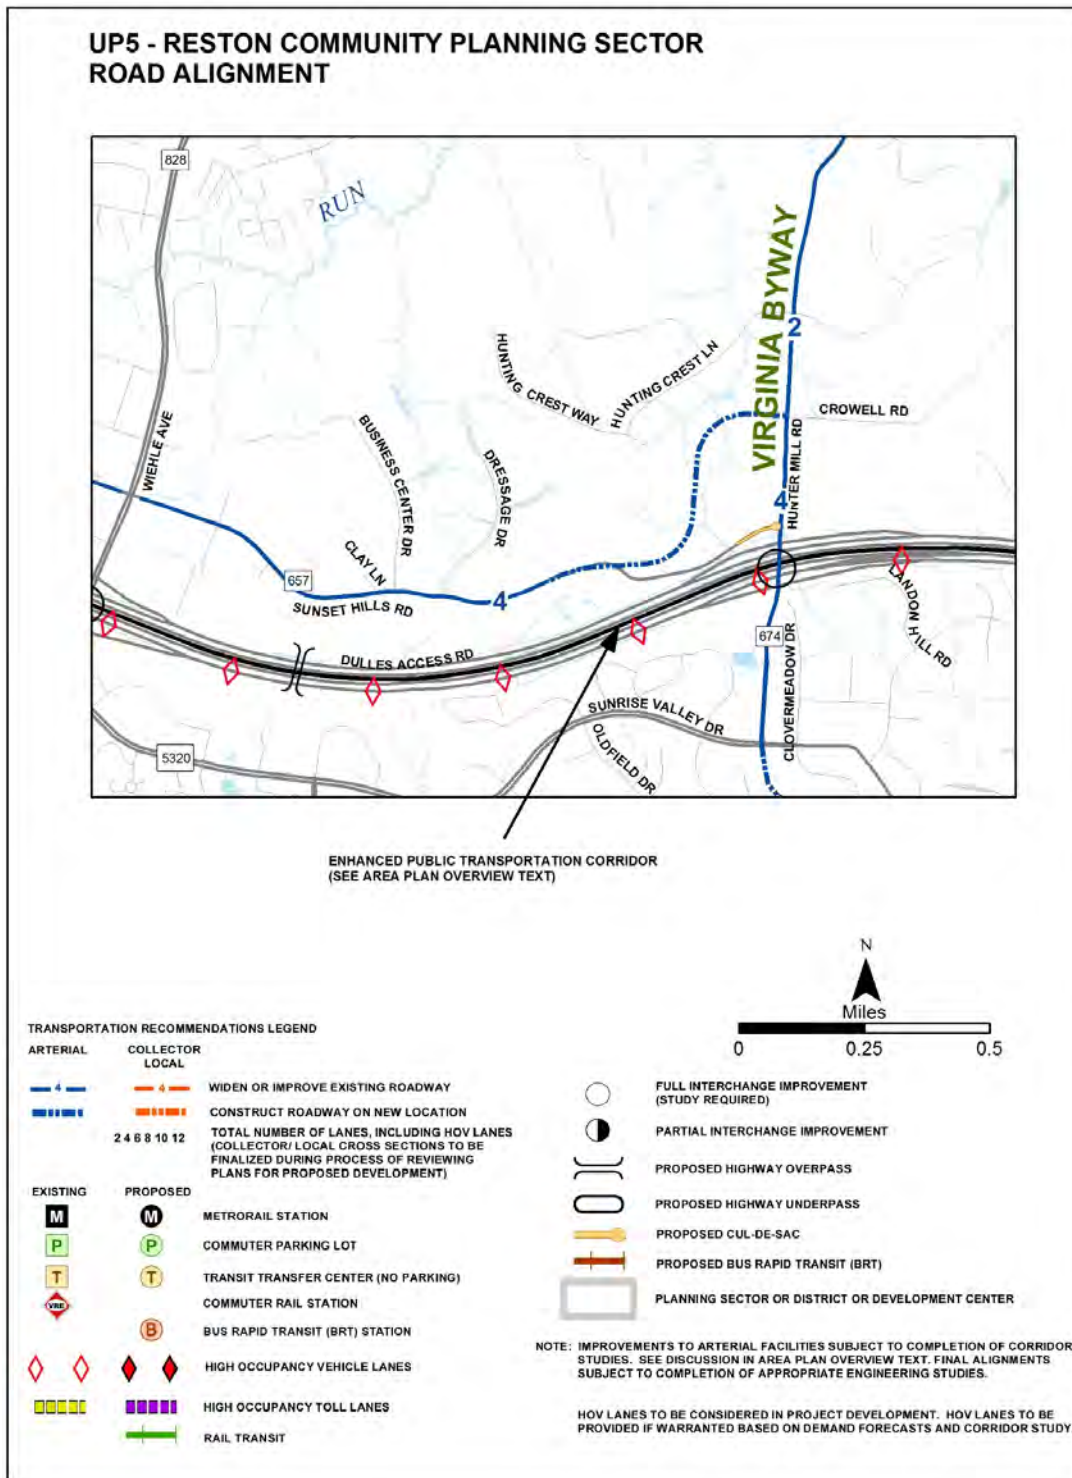 UP5 - RESTON COMMUNITY PLANNING SECTOR
ROAD ALIGNMENT
828
RUN
VIRGINIA BYWAY
2
HUNTING CREST WAY
HUNTING CREST LN
CROWELL RD
WIEHLE AVE
BUSINESS CENTER DR
DRESSAGE DR
HUNTER MILL RD
4
CLAY LN
657
SUNSET HILLS RD
4
LANDON HILL RD
674
CLOVERMEADOW DR
DULLES ACCESS RD
SUNRISE VALLEY DR
OLDFIELD DR
5320
ENHANCED PUBLIC TRANSPORTATION CORRIDOR
(SEE AREA PLAN OVERVIEW TEXT)
N
Miles
0 0.25 0.5
TRANSPORTATION RECOMMENDATIONS LEGEND
ARTERIAL COLLECTOR
LOCAL
4 4 WIDEN OR IMPROVE EXISTING ROADWAY
CONSTRUCT ROADWAY ON NEW LOCATION
2 4 6 8 10 12 TOTAL NUMBER OF LANES, INCLUDING HOV LANES
(COLLECTOR/ LOCAL CROSS SECTIONS TO BE
FINALIZED DURING PROCESS OF REVIEWING
PLANS FOR PROPOSED DEVELOPMENT)
EXISTING PROPOSED
M M METRORAIL STATION
P P COMMUTER PARKING LOT
T T TRANSIT TRANSFER CENTER (NO PARKING)
VRE COMMUTER RAIL STATION
B BUS RAPID TRANSIT (BRT) STATION
HIGH OCCUPANCY VEHICLE LANES
HIGH OCCUPANCY TOLL LANES
RAIL TRANSIT
FULL INTERCHANGE IMPROVEMENT
(STUDY REQUIRED)
PARTIAL INTERCHANGE IMPROVEMENT
PROPOSED HIGHWAY OVERPASS
PROPOSED HIGHWAY UNDERPASS
PROPOSED CUL-DE-SAC
PROPOSED BUS RAPID TRANSIT (BRT)
PLANNING SECTOR OR DISTRICT OR DEVELOPMENT CENTER
NOTE: IMPROVEMENTS TO ARTERIAL FACILITIES SUBJECT TO COMPLETION OF CORRIDOR
STUDIES. SEE DISCUSSION IN AREA PLAN OVERVIEW TEXT. FINAL ALIGNMENTS
SUBJECT TO COMPLETION OF APPROPRIATE ENGINEERING STUDIES.
HOV LANES TO BE CONSIDERED IN PROJECT DEVELOPMENT. HOV LANES TO BE
PROVIDED IF WARRANTED BASED ON DEMAND FORECASTS AND CORRIDOR STUDY.